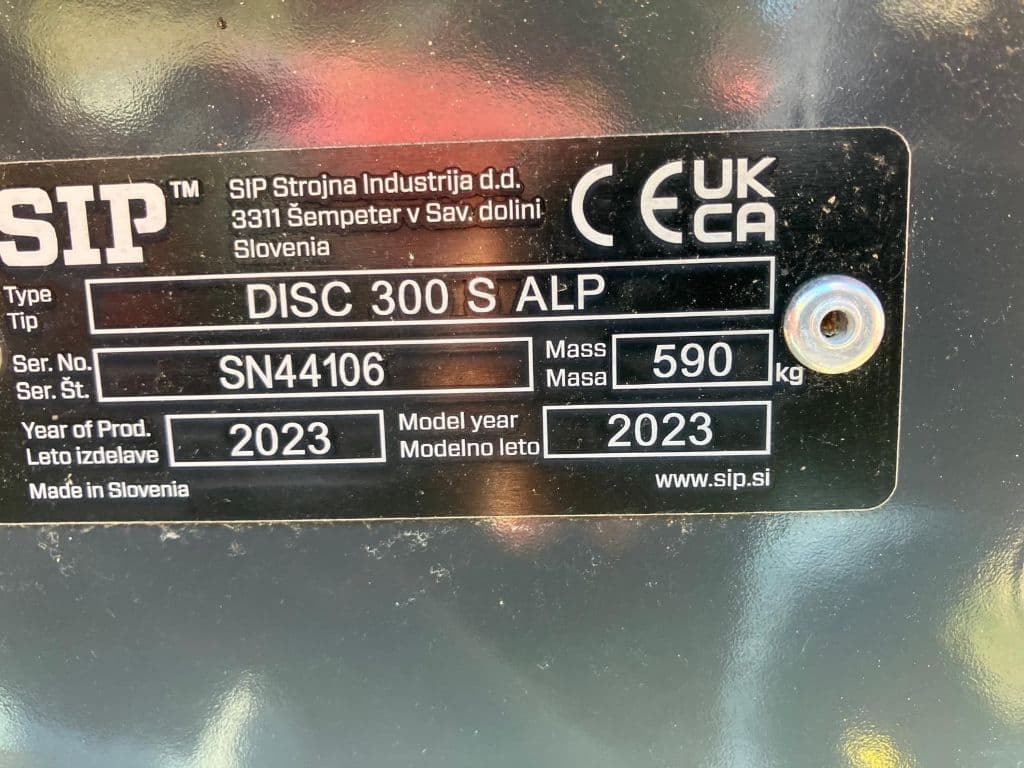 SIP™
SIP Strojna Industrija d.d.
3311 Šempeter v Sav. dolini
Slovenia
CE UK
CA
Type
Tip
DISC 300 S ALP
Ser. No.
Ser. Št.
SN44106
Mass
Masa
590
kg
Year of Prod.
Leto izdelave
2023
Model year
Modelno leto
2023
Made in Slovenia
www.sip.si